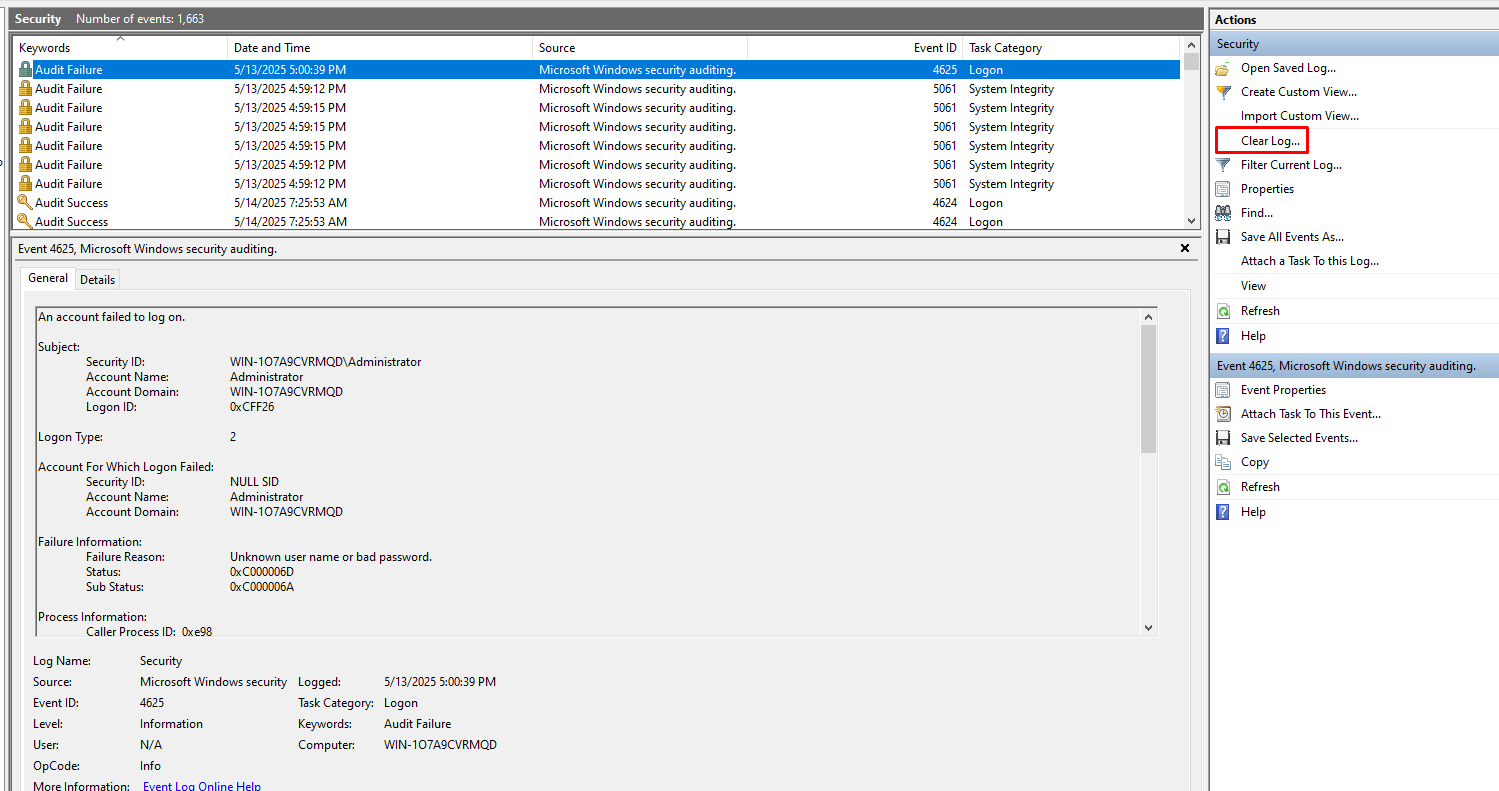 Security Number of events: 1,663
Keywords Date and Time Source Event ID Task Category
Audit Failure 5/13/2025 5:00:39 PM Microsoft Windows security auditing. 4625 Logon
Audit Failure 5/13/2025 4:59:12 PM Microsoft Windows security auditing. 5061 System Integrity
Audit Failure 5/13/2025 4:59:15 PM Microsoft Windows security auditing. 5061 System Integrity
Audit Failure 5/13/2025 4:59:15 PM Microsoft Windows security auditing. 5061 System Integrity
Audit Failure 5/13/2025 4:59:12 PM Microsoft Windows security auditing. 5061 System Integrity
Audit Failure 5/13/2025 4:59:12 PM Microsoft Windows security auditing. 5061 System Integrity
Audit Failure 5/13/2025 4:59:12 PM Microsoft Windows security auditing. 5061 System Integrity
Audit Success 5/14/2025 7:25:53 AM Microsoft Windows security auditing. 4624 Logon
Audit Success 5/14/2025 7:25:53 AM Microsoft Windows security auditing. 4624 Logon
Event 4625, Microsoft Windows security auditing.
General Details
An account failed to log on.
Subject:
Security ID: WIN-1O7A9CVRMQD\Administrator
Account Name: Administrator
Account Domain: WIN-1O7A9CVRMQD
Logon ID: 0xCFF26
Logon Type: 2
Account For Which Logon Failed:
Security ID: NULL SID
Account Name: Administrator
Account Domain: WIN-1O7A9CVRMQD
Failure Information:
Failure Reason: Unknown user name or bad password.
Status: 0xC000006D
Sub Status: 0xC000006A
Process Information:
Caller Process ID: 0xe98
Log Name: Security
Source: Microsoft Windows security Logged: 5/13/2025 5:00:39 PM
Event ID: 4625 Task Category: Logon
Level: Information Keywords: Audit Failure
User: N/A Computer: WIN-1O7A9CVRMQD
OpCode: Info
More Information: Event Log Online Help
Actions
Security
Open Saved Log...
Create Custom View...
Import Custom View...
Clear Log...
Filter Current Log...
Properties
Find...
Save All Events As...
Attach a Task To this Log...
View
Refresh
Help
Event 4625, Microsoft Windows security auditing.
Event Properties
Attach Task To This Event...
Save Selected Events...
Copy
Refresh
Help